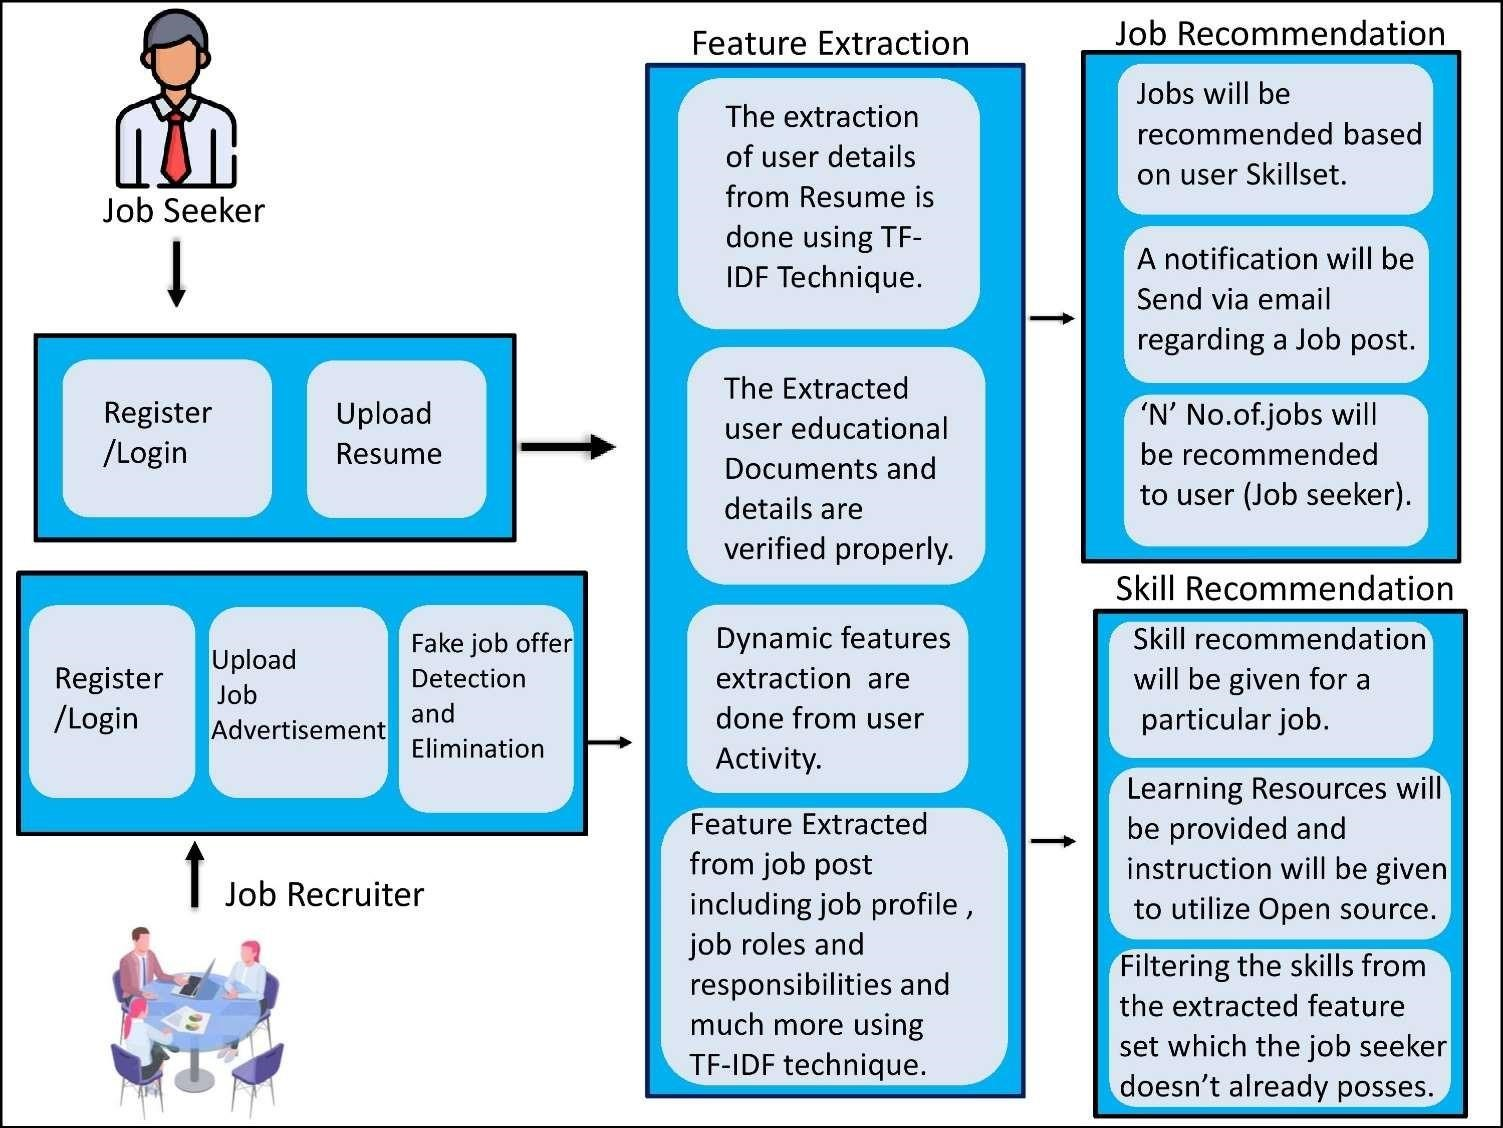 Job Seeker
Register
/Login
Upload
Resume
Register
/Login
Upload
Job
Advertisement
Fake job offer
Detection
and
Elimination
Job Recruiter
Feature Extraction
The extraction
of user details
from Resume is
done using TF-
IDF Technique.
The Extracted
user educational
Documents and
details are
verified properly.
Dynamic features
extraction are
done from user
Activity.
Feature Extracted
from job post
including job profile ,
job roles and
responsibilities and
much more using
TF-IDF technique.
Job Recommendation
Jobs will be
recommended based
on user Skillset.
A notification will be
Send via email
regarding a Job post.
‘N’ No.of.jobs will
be recommended
to user (Job seeker).
Skill Recommendation
Skill recommendation
will be given for a
particular job.
Learning Resources will
be provided and
instruction will be given
to utilize Open source.
Filtering the skills from
the extracted feature
set which the job seeker
doesn’t already posses.